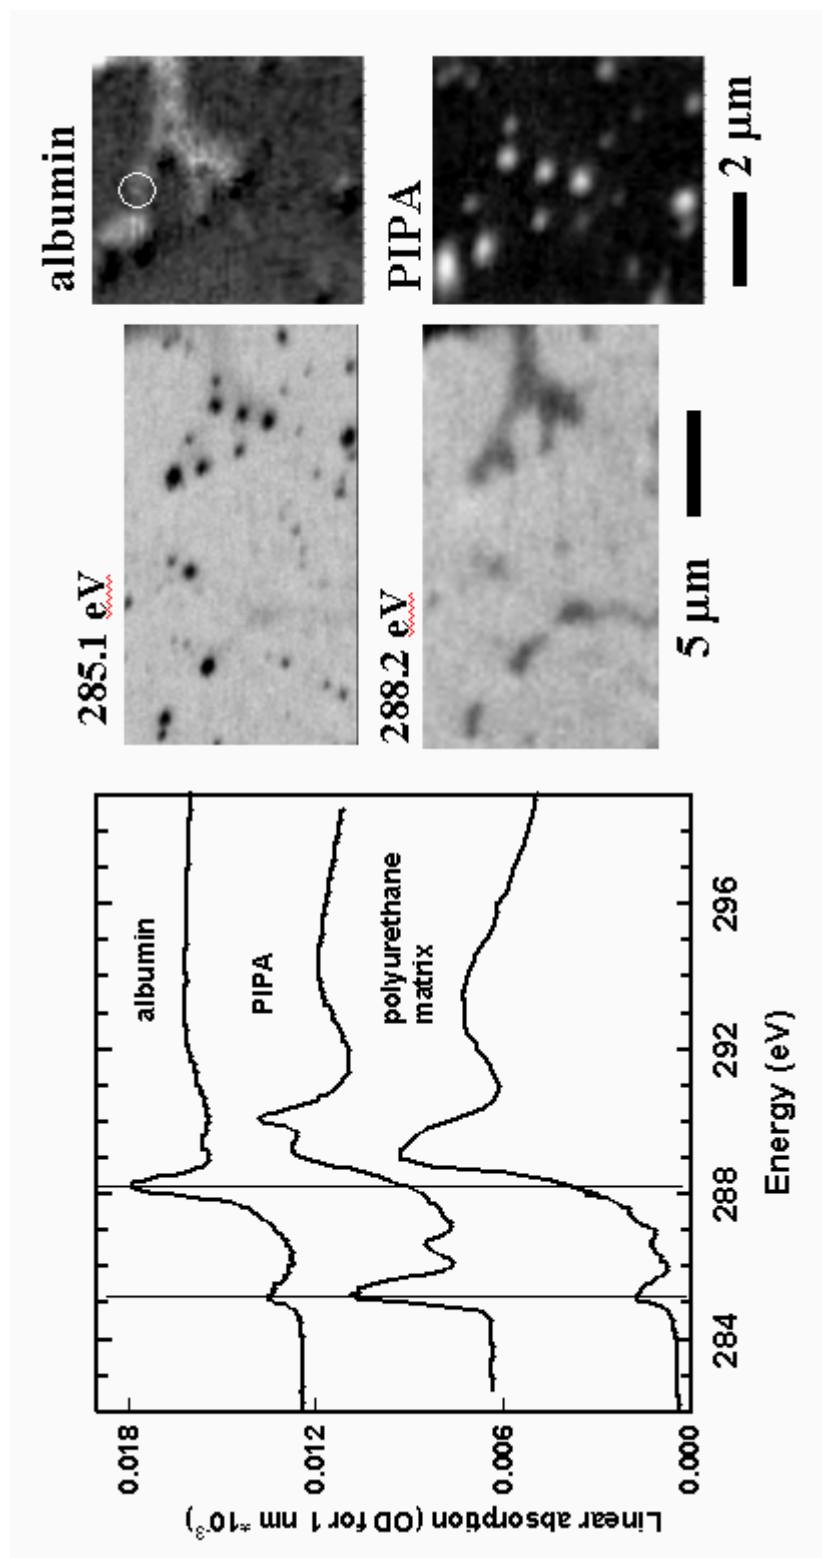 Linear absorption (OD for 1 nm *10⁻³)
0.018
0.012
0.006
0.000
albumin
PIPA
polyurethane
matrix
284
288
292
296
Energy (eV)
285.1 eV
288.2 eV
5 µm
albumin
PIPA
2 µm